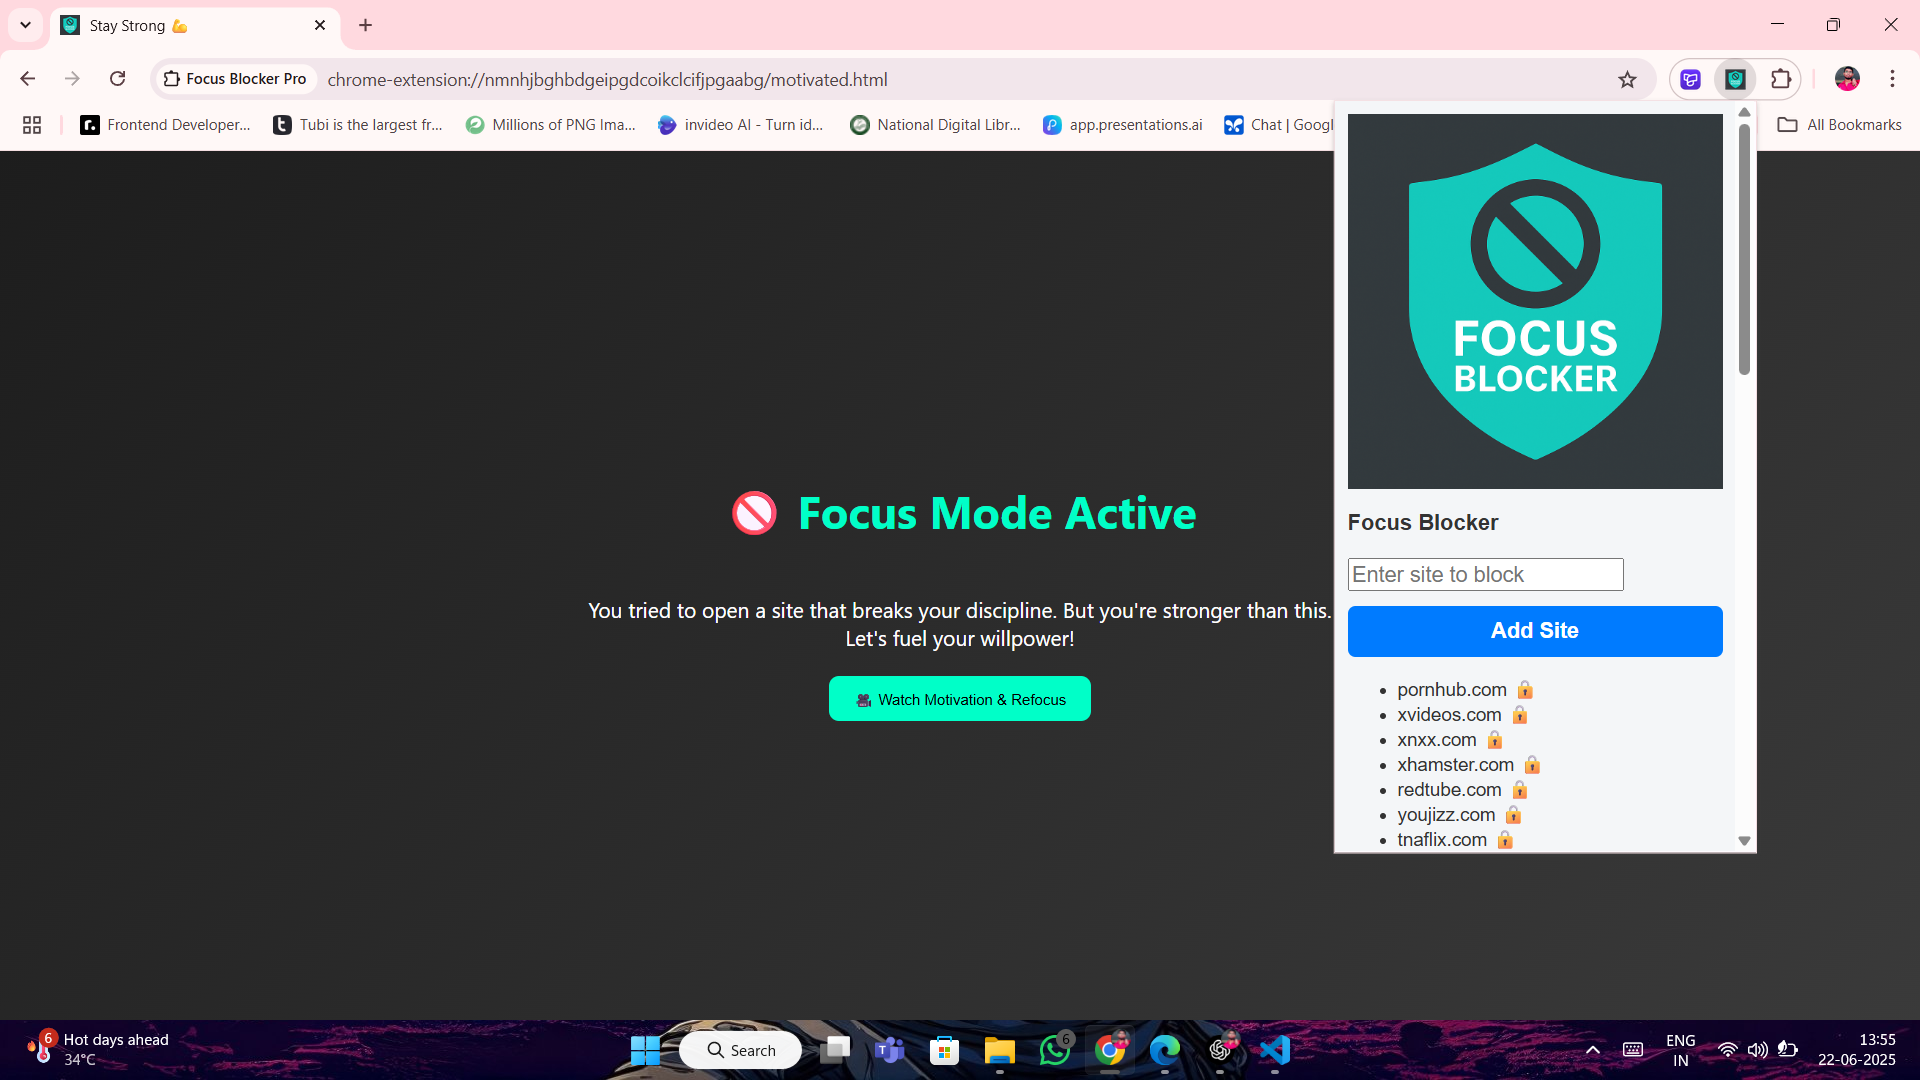 Stay Strong 💪
Focus Blocker Pro
chrome-extension://nmnhjbghbdgeipgdcoikclcifjpgaabg/motivated.html
Frontend Developer...
Tubi is the largest fr...
Millions of PNG Ima...
invideo AI - Turn id...
National Digital Libr...
app.presentations.ai
Chat | Googl
All Bookmarks
🚫 Focus Mode Active
You tried to open a site that breaks your discipline. But you're stronger than this.
Let's fuel your willpower!
🎥 Watch Motivation & Refocus
FOCUS
BLOCKER
Focus Blocker
Enter site to block
Add Site
• pornhub.com 🔒
• xvideos.com 🔒
• xnxx.com 🔒
• xhamster.com 🔒
• redtube.com 🔒
• youjizz.com 🔒
• tnaflix.com 🔒
6
Hot days ahead
34°C
Search
6
ENG
IN
13:55
22-06-2025